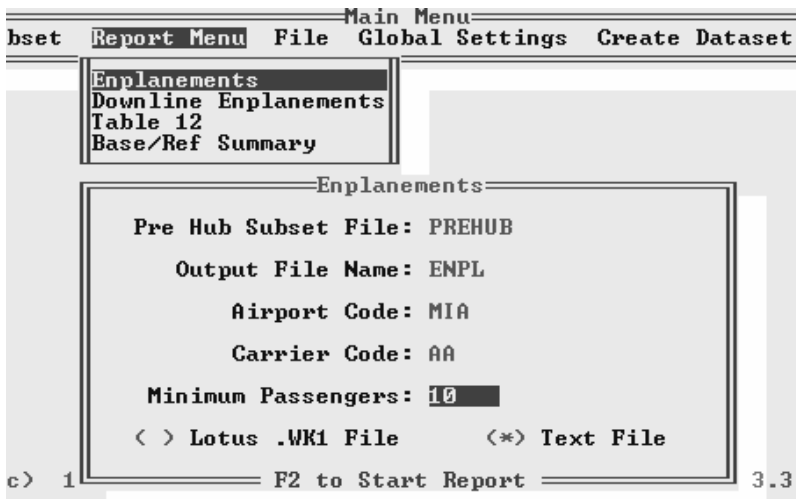 Main Menu
bset Report Menu File Global Settings Create Dataset
Enplanements
Downline Enplanements
Table 12
Base/Ref Summary
Enplanements
Pre Hub Subset File: PREHUB
Output File Name: ENPL
Airport Code: MIA
Carrier Code: AA
Minimum Passengers: 10
( ) Lotus .WK1 File (*) Text File
c) 1 F2 to Start Report 3.3